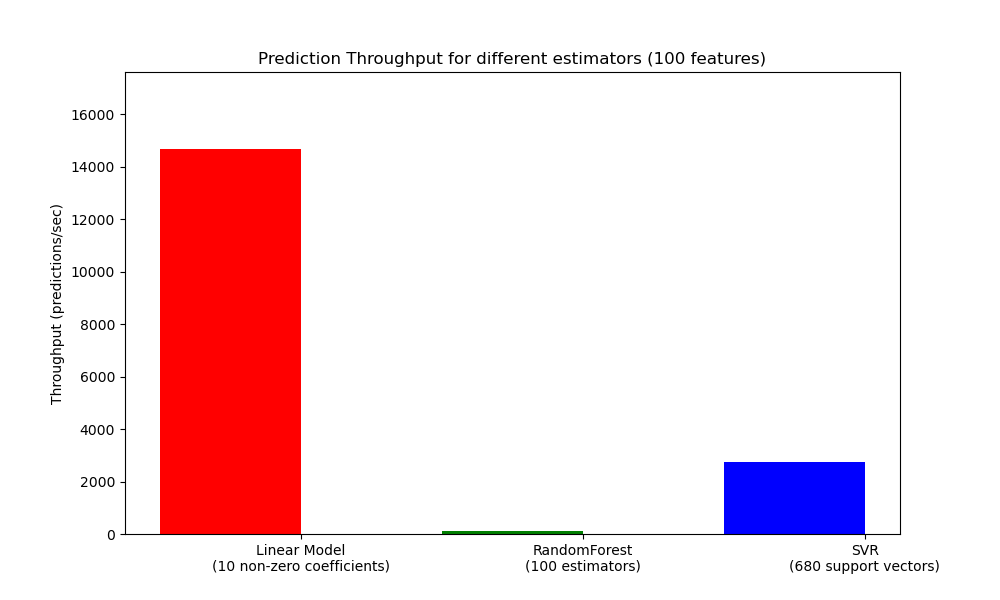 Prediction Throughput for different estimators (100 features)
Throughput (predictions/sec)
16000
14000
12000
10000
8000
6000
4000
2000
0
Linear Model
(10 non-zero coefficients)
RandomForest
(100 estimators)
SVR
(680 support vectors)